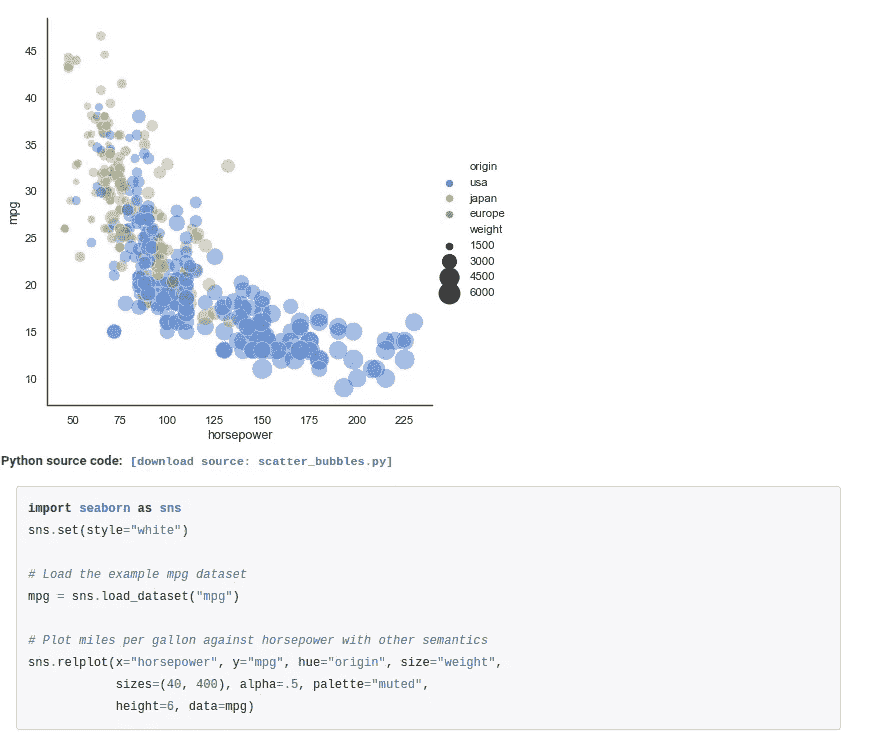 45
40
35
30
25
20
15
10
mpg
50 75 100 125 150 175 200 225
horsepower
origin
usa
japan
europe
weight
1500
3000
4500
6000
Python source code: [download source: scatter_bubbles.py]
import seaborn as sns
sns.set(style="white")
# Load the example mpg dataset
mpg = sns.load_dataset("mpg")
# Plot miles per gallon against horsepower with other semantics
sns.relplot(x="horsepower", y="mpg", hue="origin", size="weight",
sizes=(40, 400), alpha=.5, palette="muted",
height=6, data=mpg)